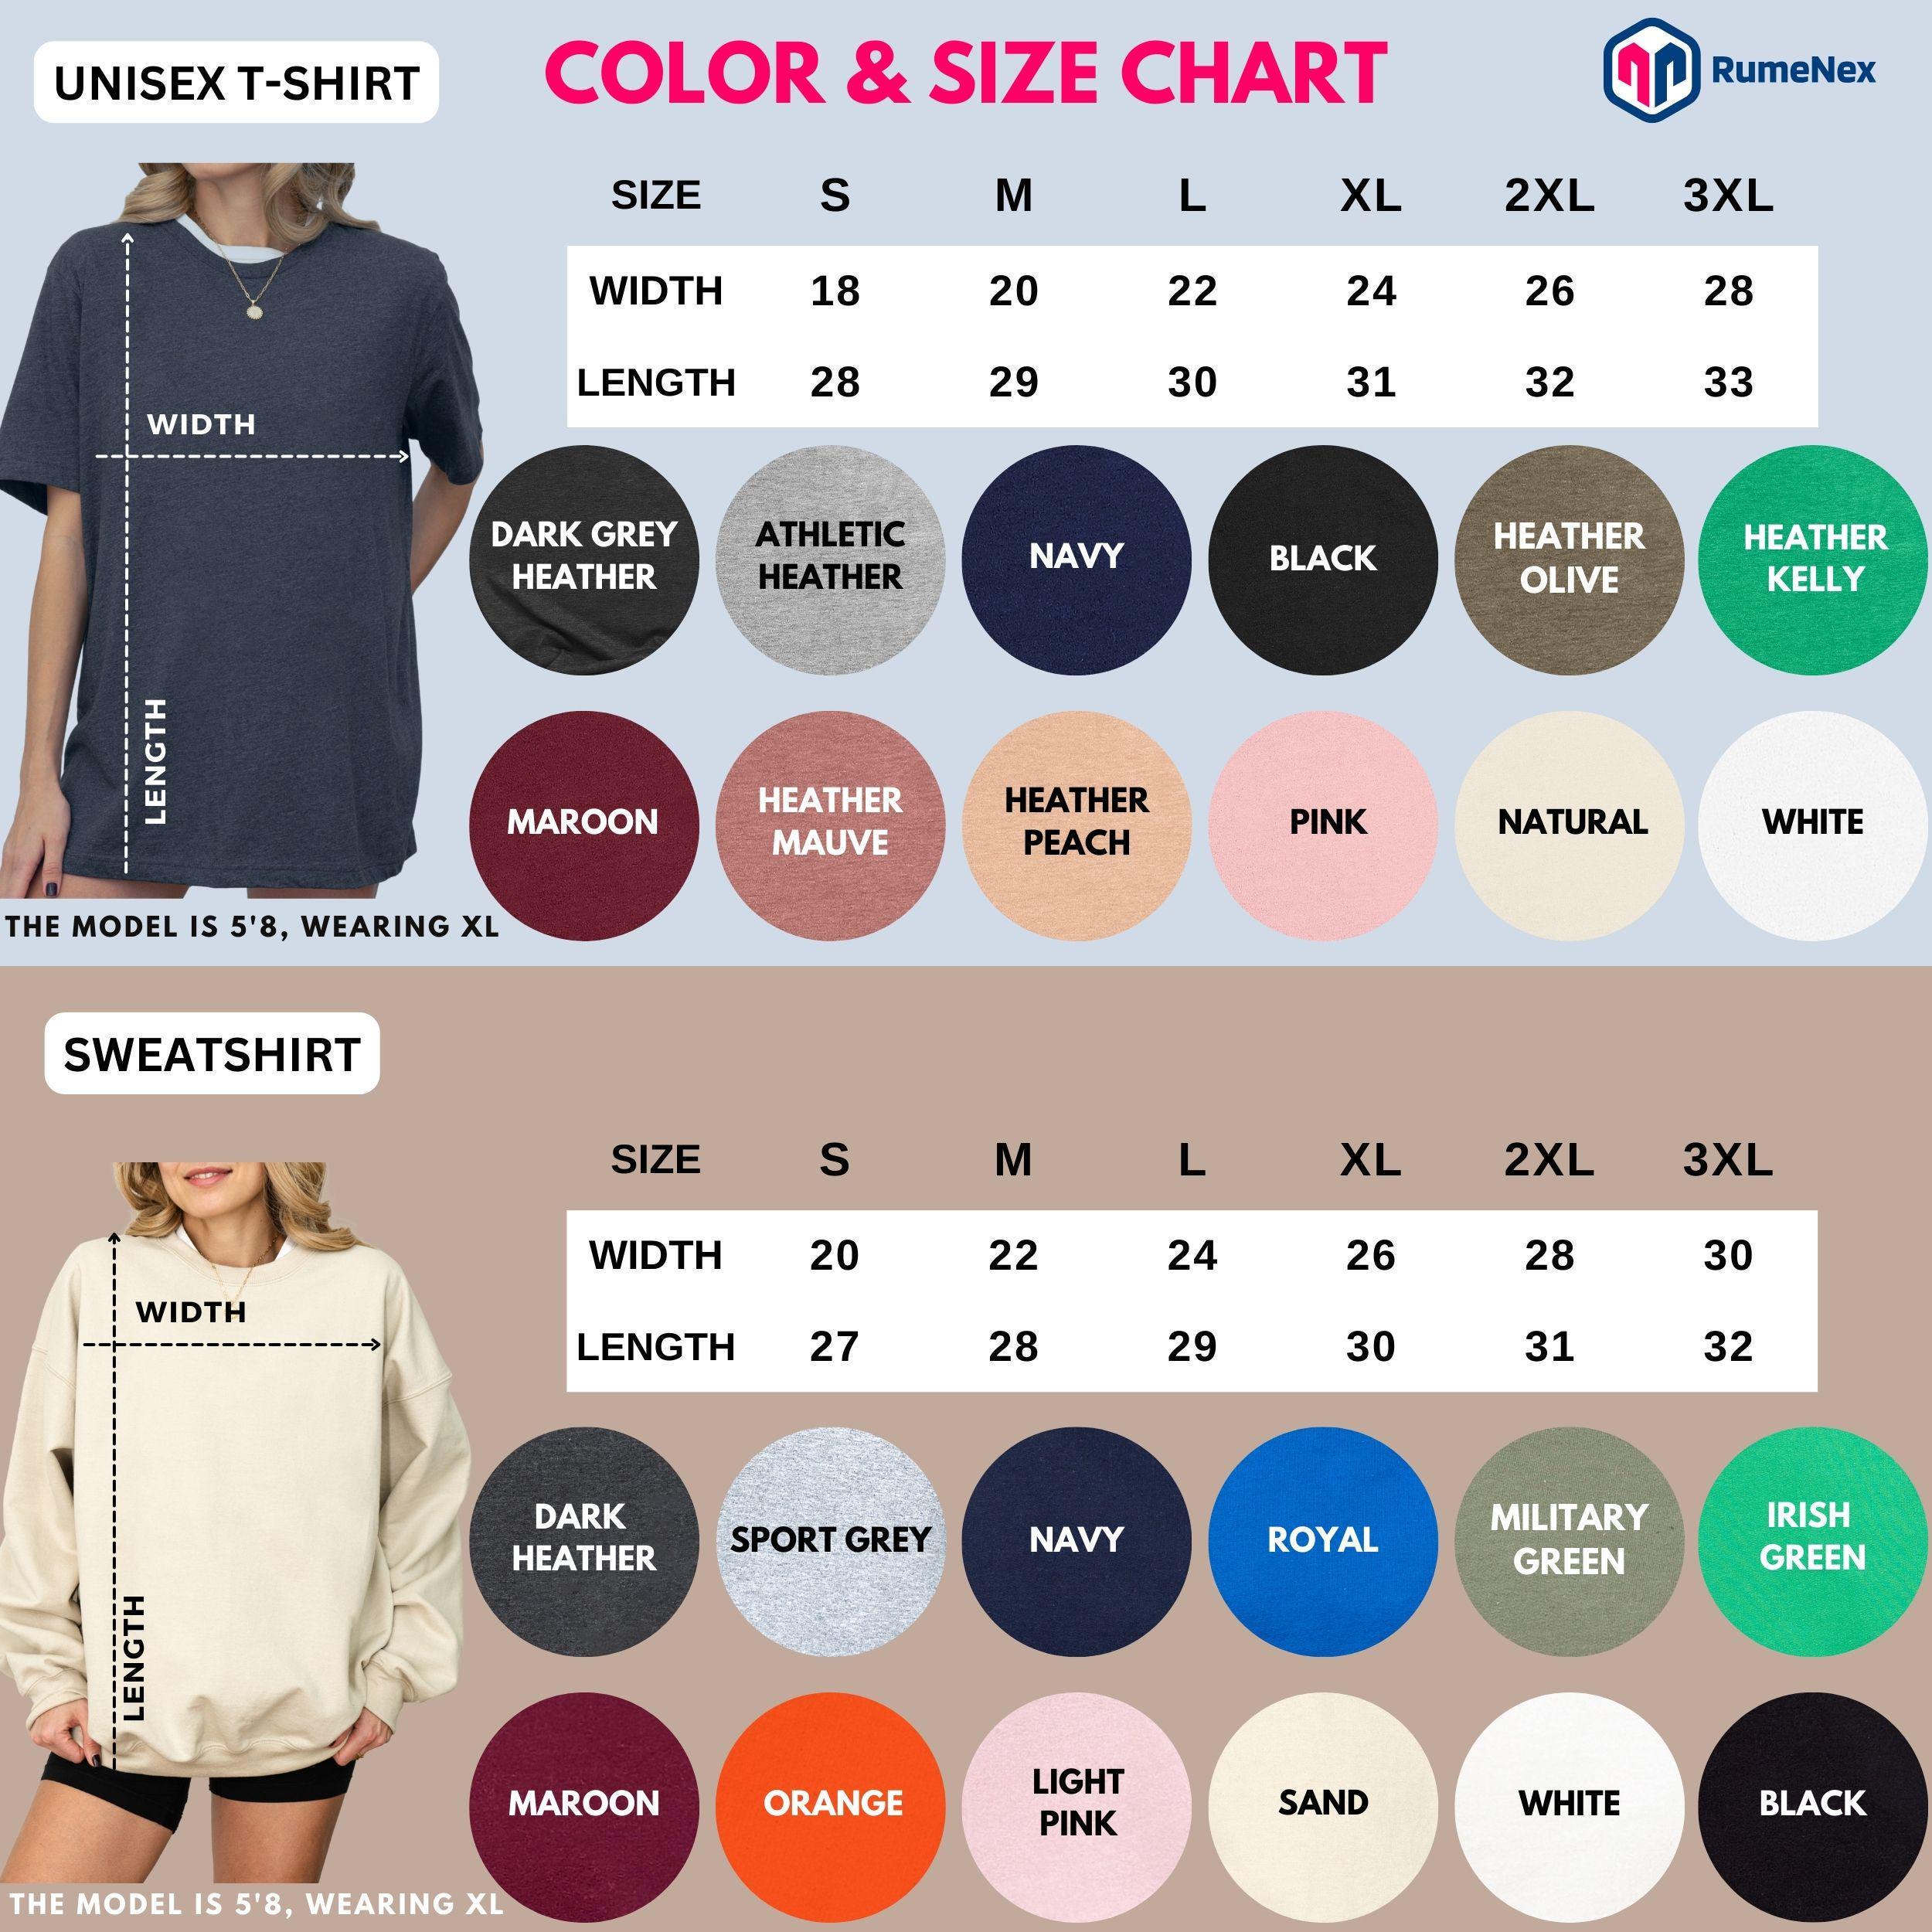 UNISEX T-SHIRT
COLOR & SIZE CHART
RumeNex
SIZE S M L XL 2XL 3XL
WIDTH 18 20 22 24 26 28
LENGTH 28 29 30 31 32 33
WIDTH
LENGTH
THE MODEL IS 5'8, WEARING XL
DARK GREY
HEATHER
ATHLETIC
HEATHER
NAVY
BLACK
HEATHER
OLIVE
HEATHER
KELLY
MAROON
HEATHER
MAUVE
HEATHER
PEACH
PINK
NATURAL
WHITE
SWEATSHIRT
SIZE S M L XL 2XL 3XL
WIDTH 20 22 24 26 28 30
LENGTH 27 28 29 30 31 32
WIDTH
LENGTH
THE MODEL IS 5'8, WEARING XL
DARK
HEATHER
SPORT GREY
NAVY
ROYAL
MILITARY
GREEN
IRISH
GREEN
MAROON
ORANGE
LIGHT
PINK
SAND
WHITE
BLACK